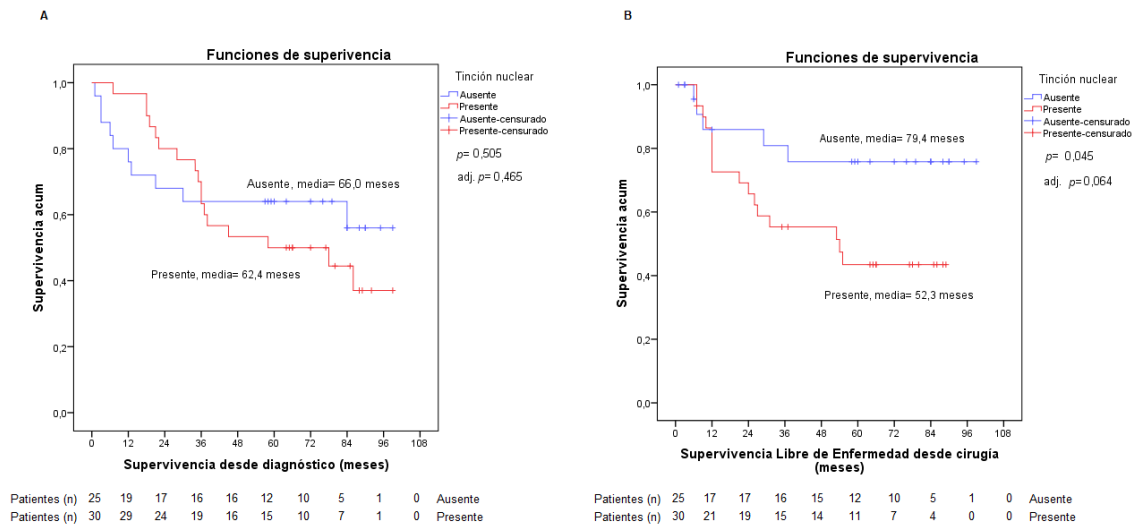 A
Funciones de superivencia
Tinción nuclear
Ausente
Presente
Ausente-censurado
Presente-censurado
p= 0,505
adj. p= 0,465
Supervivencia acum
1,0
0,8
0,6
0,4
0,2
0,0
Ausente, media= 66,0 meses
Presente, media= 62,4 meses
0 12 24 36 48 60 72 84 96 108
Supervivencia desde diagnóstico (meses)
Patientes (n) 25 19 17 16 16 12 10 5 1 0 Ausente
Patientes (n) 30 29 24 19 16 15 10 7 1 0 Presente
B
Funciones de supervivencia
Tinción nuclear
Ausente
Presente
Ausente-censurado
Presente-censurado
p= 0,045
adj. p= 0,064
Supervivencia acum
1,0
0,8
0,6
0,4
0,2
0,0
Ausente, media= 79,4 meses
Presente, media= 52,3 meses
0 12 24 36 48 60 72 84 96 108
Supervivencia Libre de Enfermedad desde cirugía
(meses)
Patientes (n) 25 17 17 16 15 12 10 5 1 0 Ausente
Patientes (n) 30 21 19 15 14 11 7 4 0 0 Presente